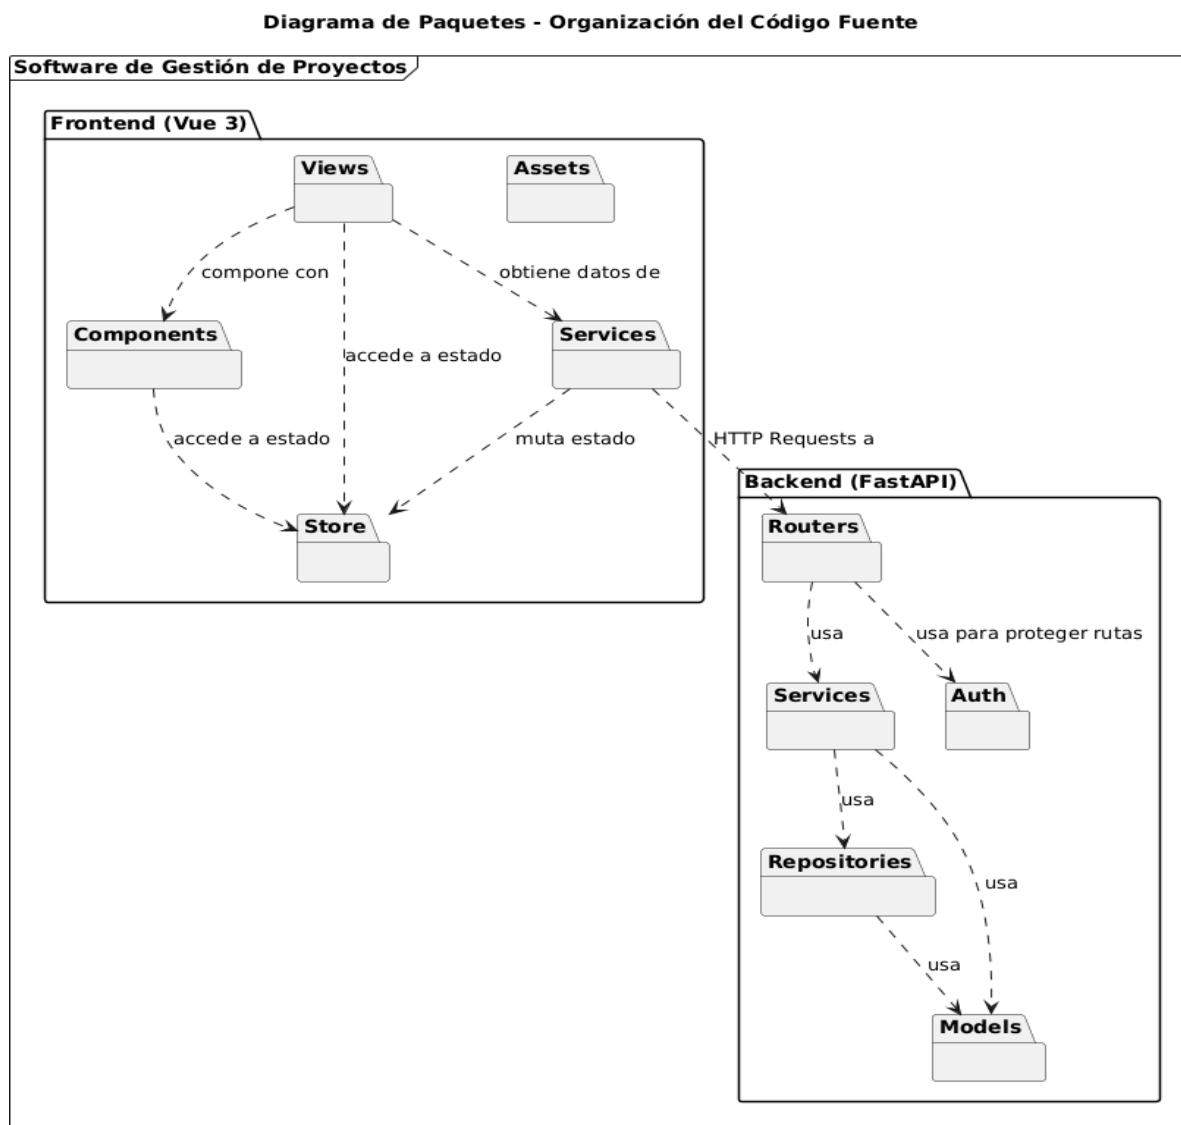 Diagrama de Paquetes - Organización del Código Fuente
Software de Gestión de Proyectos
Frontend (Vue 3)
Views
Assets
compone con
obtiene datos de
Components
Services
accede a estado
accede a estado
muta estado
HTTP Requests a
Backend (FastAPI)
Store
Routers
usa
usa para proteger rutas
Services
Auth
usa
Repositories
usa
usa
Models